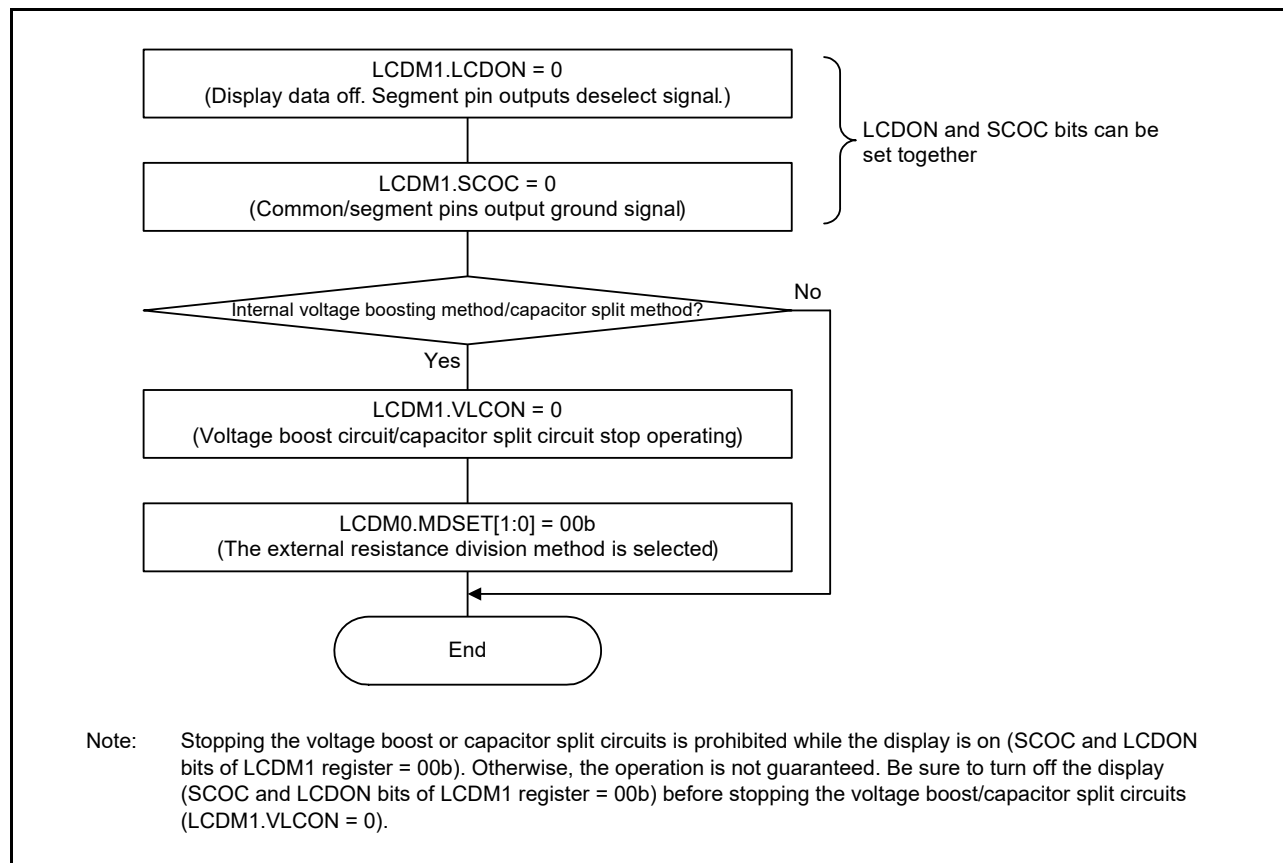 LCDM1.LCDON = 0
(Display data off. Segment pin outputs deselect signal.)
LCDON and SCOC bits can be
set together
LCDM1.SCOC = 0
(Common/segment pins output ground signal)
Internal voltage boosting method/capacitor split method?
No
Yes
LCDM1.VLCON = 0
(Voltage boost circuit/capacitor split circuit stop operating)
LCDM0.MDSET[1:0] = 00b
(The external resistance division method is selected)
End
Note: Stopping the voltage boost or capacitor split circuits is prohibited while the display is on (SCOC and LCDON
bits of LCDM1 register = 00b). Otherwise, the operation is not guaranteed. Be sure to turn off the display
(SCOC and LCDON bits of LCDM1 register = 00b) before stopping the voltage boost/capacitor split circuits
(LCDM1.VLCON = 0).